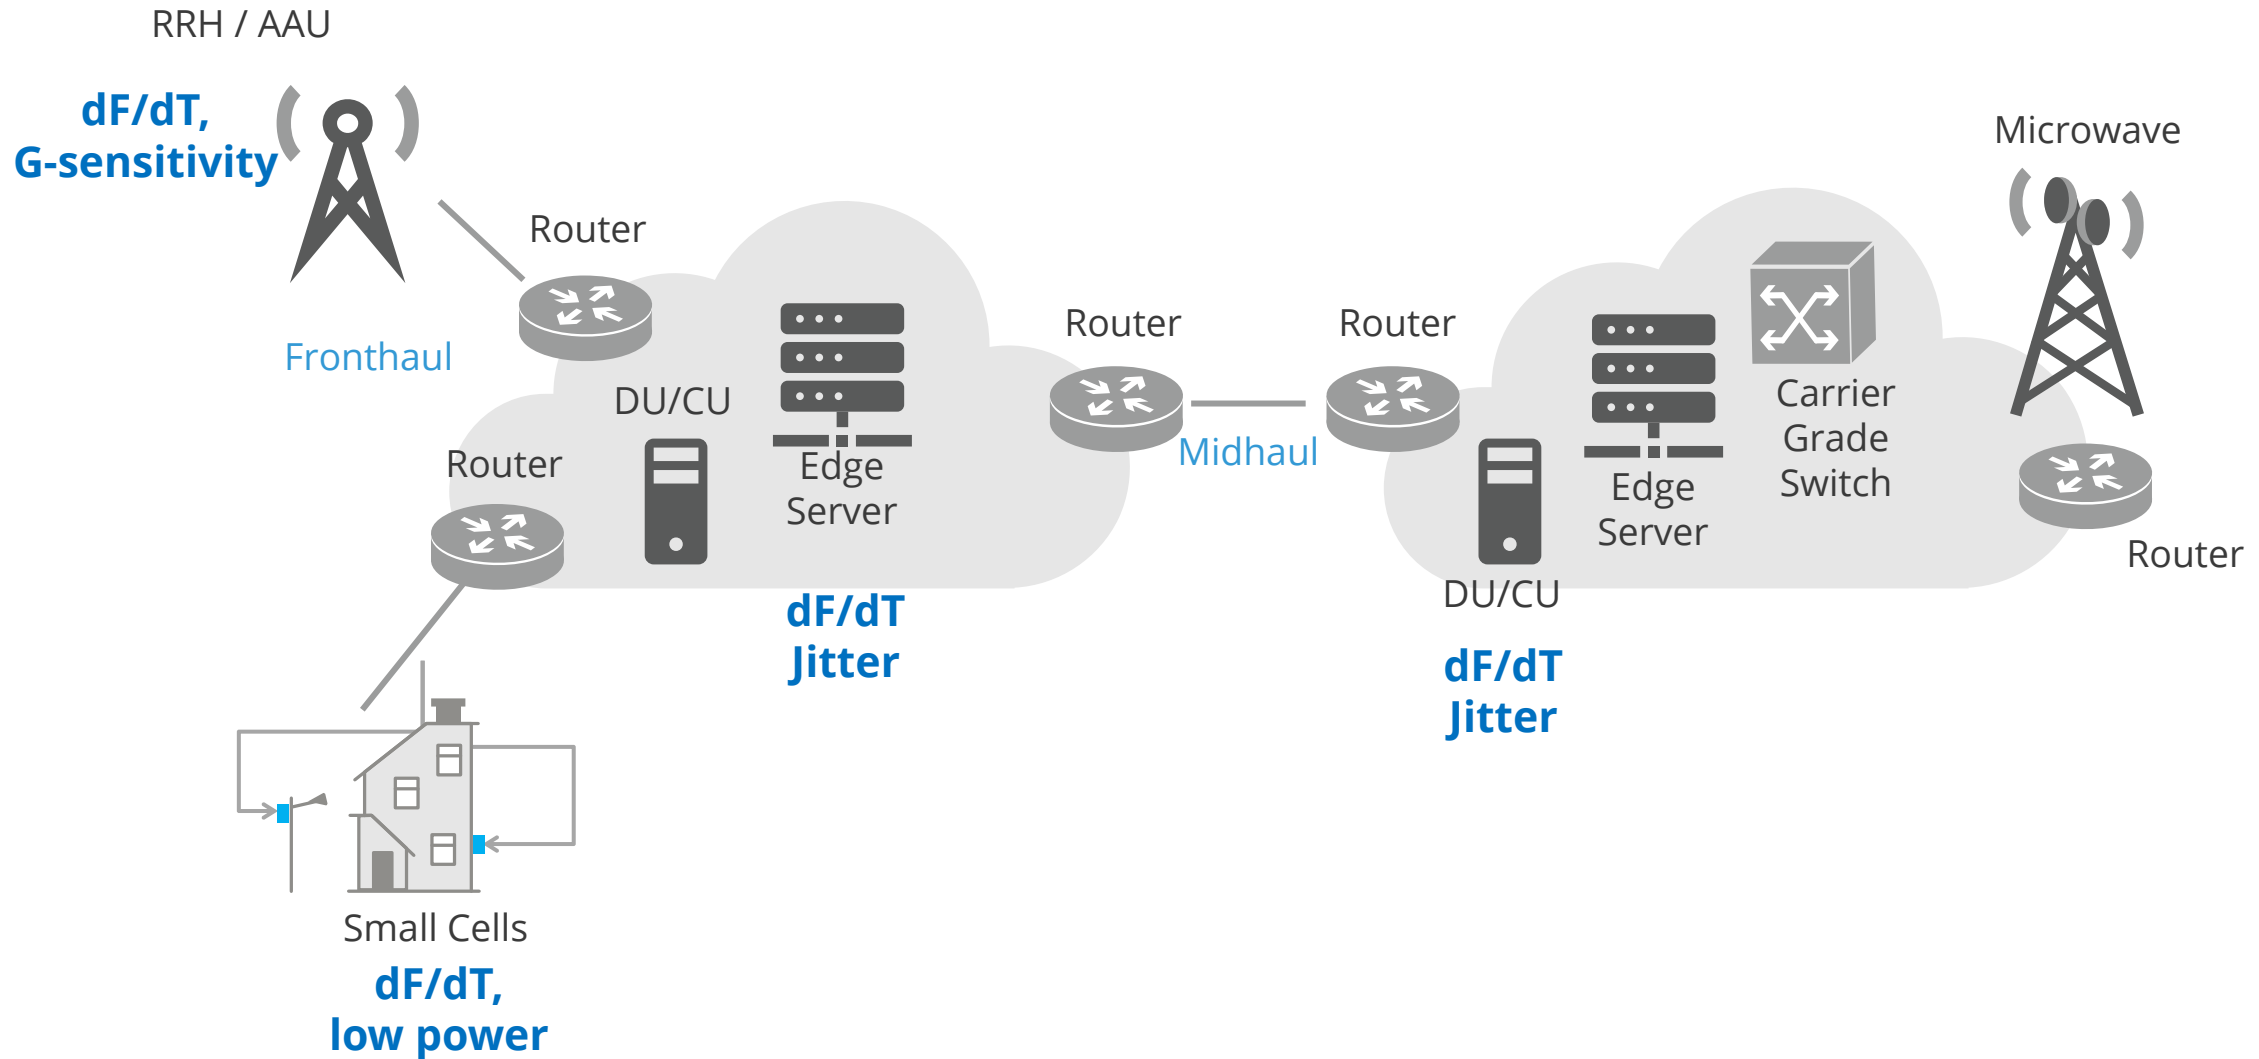 RRH / AAU
dF/dT,
G-sensitivity
Router
Fronthaul
Router
DU/CU
Edge
Server
dF/dT
Jitter
Small Cells
dF/dT,
low power
Router
Midhaul
Router
DU/CU
dF/dT
Jitter
Edge
Server
Carrier
Grade
Switch
Microwave
Router